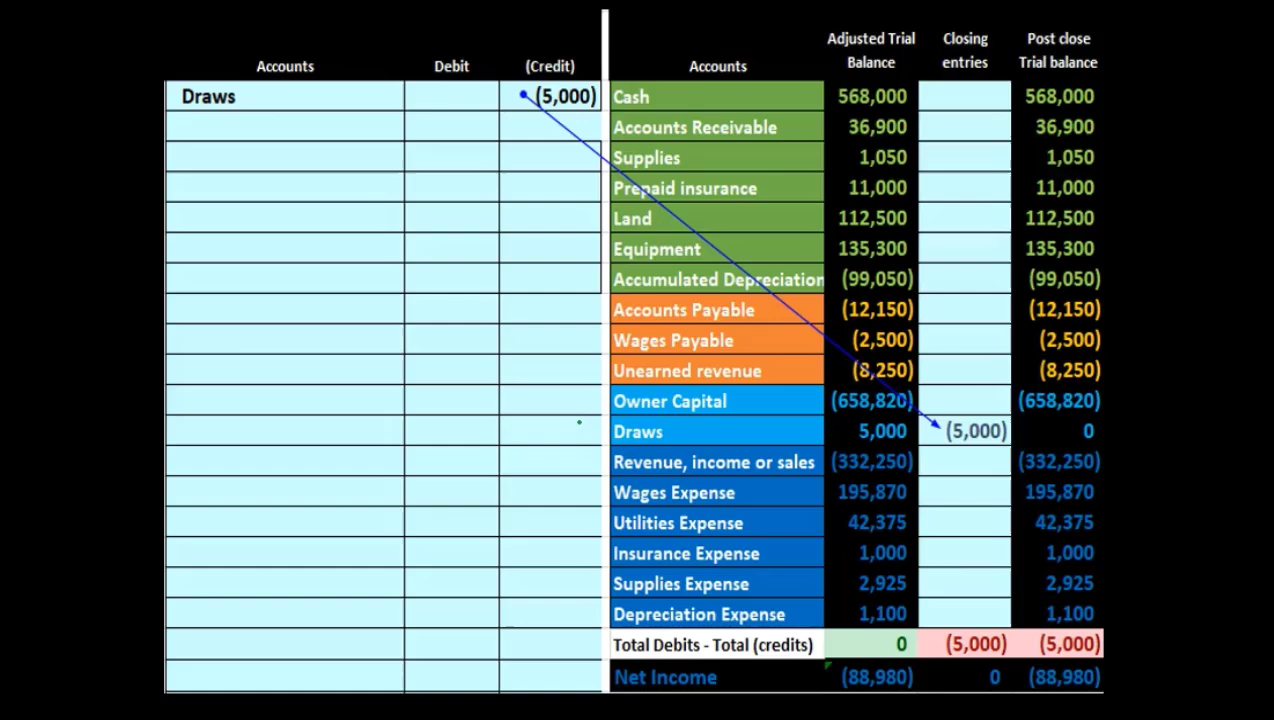 Accounts Debit (Credit) Accounts Adjusted Trial Balance Closing entries Post close Trial balance
Draws (5,000) Cash 568,000 568,000
Accounts Receivable 36,900 36,900
Supplies 1,050 1,050
Prepaid insurance 11,000 11,000
Land 112,500 112,500
Equipment 135,300 135,300
Accumulated Depreciation (99,050) (99,050)
Accounts Payable (12,150) (12,150)
Wages Payable (2,500) (2,500)
Unearned revenue (8,250) (8,250)
Owner Capital (658,820) (658,820)
Draws 5,000 (5,000) 0
Revenue, income or sales (332,250) (332,250)
Wages Expense 195,870 195,870
Utilities Expense 42,375 42,375
Insurance Expense 1,000 1,000
Supplies Expense 2,925 2,925
Depreciation Expense 1,100 1,100
Total Debits - Total (credits) 0 (5,000) (5,000)
Net Income (88,980) 0 (88,980)